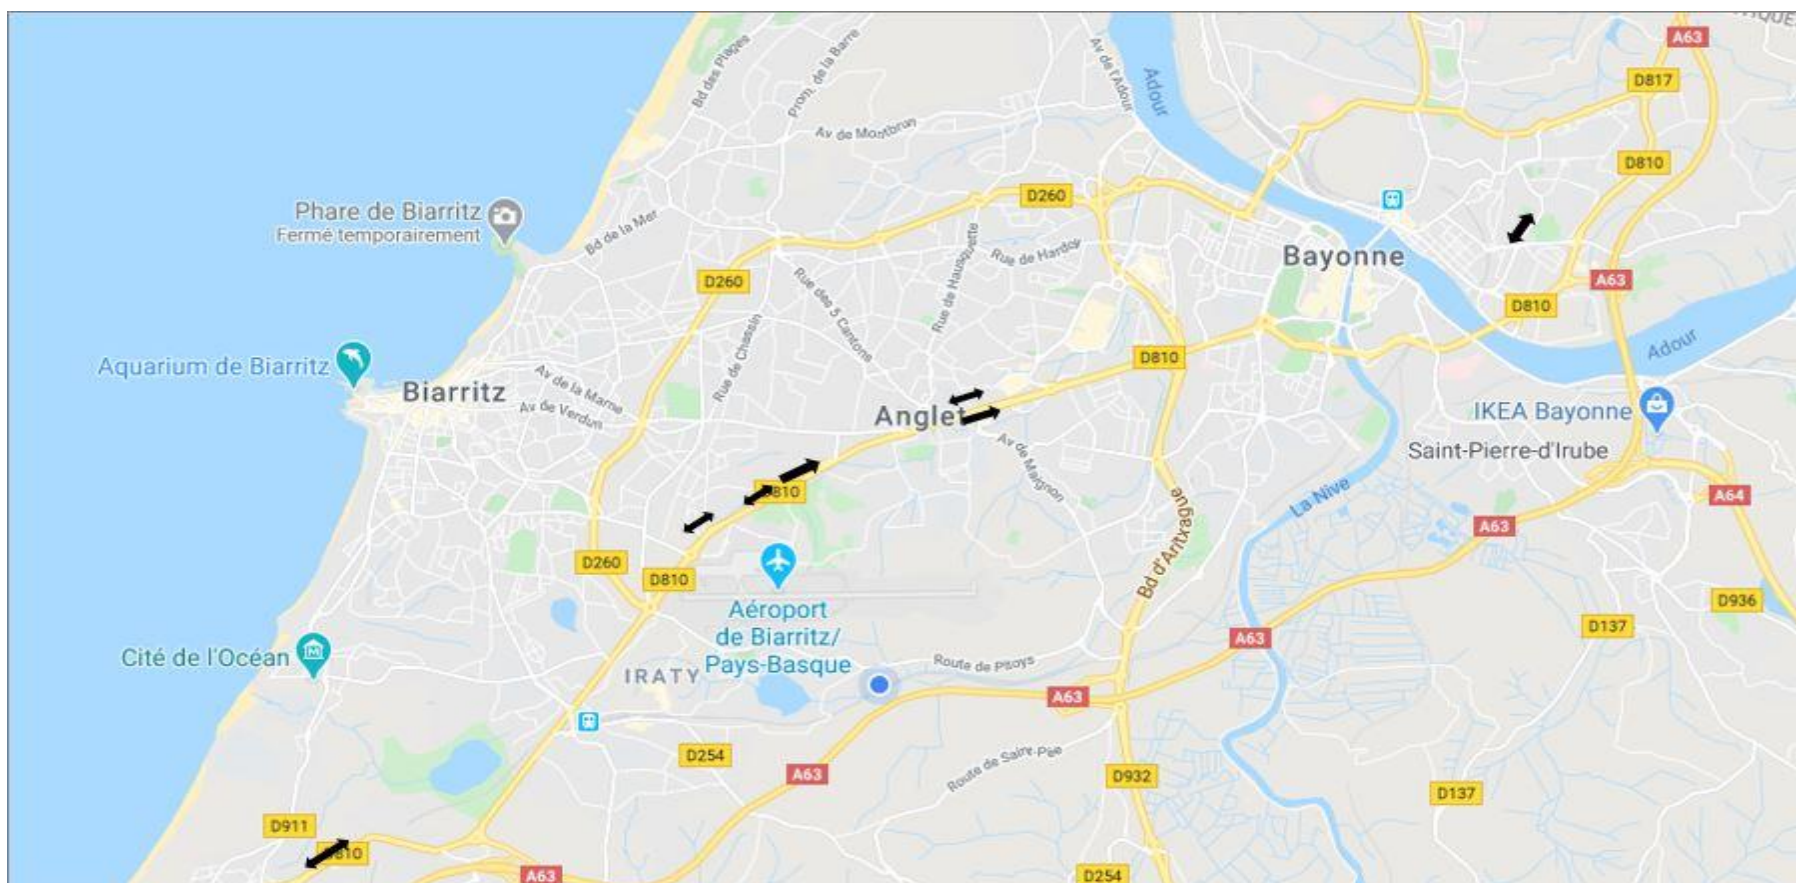 A63
D817
Bd des Plages
Prom. de la Barre
Av de l'Adour
Adour
Av de Montbrun
D810
D260
Phare de Biarritz
Fermé temporairement
Bd de la Mer
Rue de Hausquette
Rue de Hardoy
Bayonne
D260
Rue des 5 Cantons
A63
D810
Rue de Chassin
Adour
D810
Aquarium de Biarritz
Av de la Marne
Biarritz
Av de Verdun
Anglet
IKEA Bayonne
Saint-Pierre-d'Irube
Av de Maignon
D810
La Nive
A64
Bd d'Aritxague
A63
D260
D810
Aéroport
de Biarritz/
Pays-Basque
D936
D137
A63
Cité de l'Océan
Route de Pitoys
IRATY
A63
D254
Route de Saint-Pée
A63
D932
D137
D911
D810
A63
D254